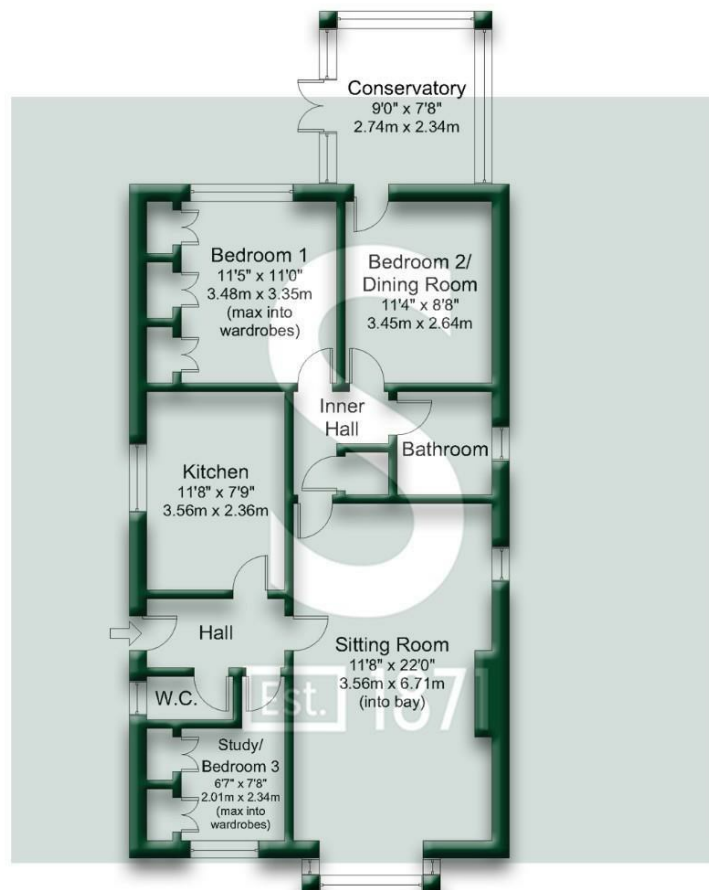 Conservatory
9'0" x 7'8"
2.74m x 2.34m
Bedroom 1
11'5" x 11'0"
3.48m x 3.35m
(max into
wardrobes)
Bedroom 2/
Dining Room
11'4" x 8'8"
3.45m x 2.64m
Inner
Hall
Bathroom
Kitchen
11'8" x 7'9"
3.56m x 2.36m
Hall
Sitting Room
11'8" x 22'0"
3.56m x 6.71m
(into bay)
W.C.
Study/
Bedroom 3
6'7" x 7'8"
2.01m x 2.34m
(max into
wardrobes)
S
Est. 1871